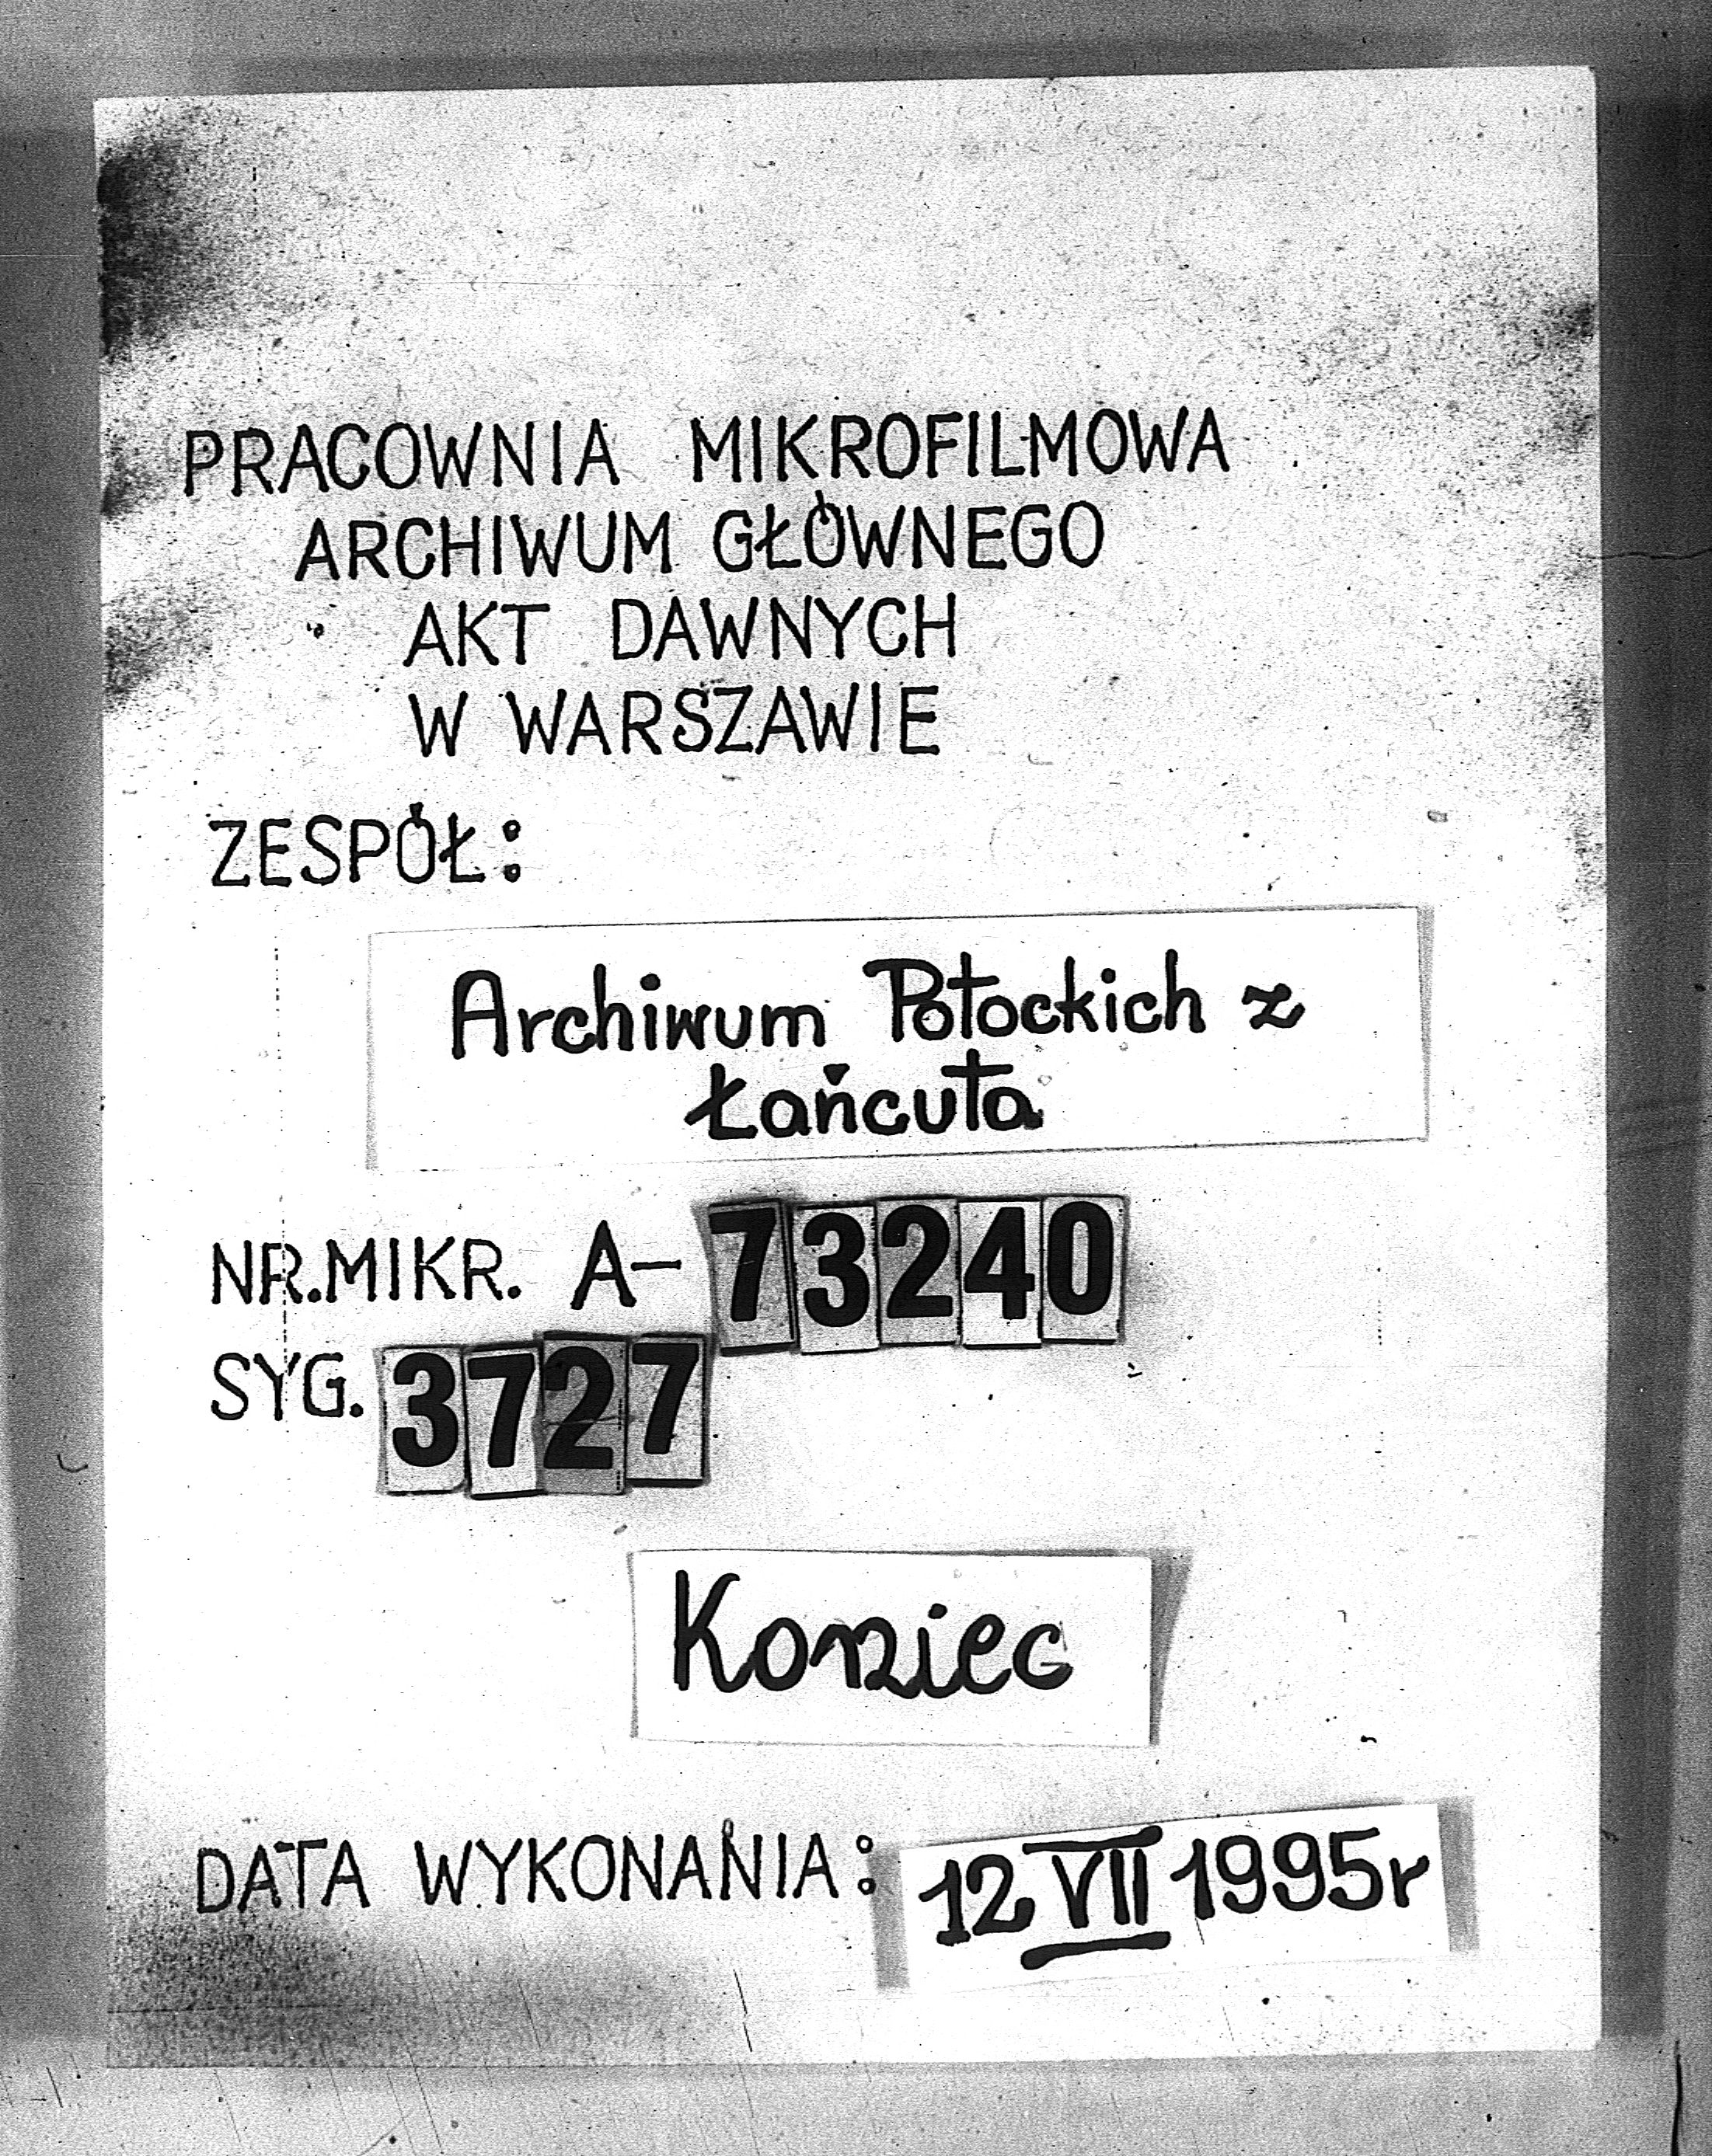 PRACOWNIA MIKROFILMOWA
ARCHIWUM GŁÓWNEGO
AKT DAWNYCH
W WARSZAWIE
ZESPÓŁ:
Archiwum Potockich z
Łańcuta
NR.MIKR. A-73240
SYG. 3727
Koniec
DATA WYKONANIA: 12 VII 1995r